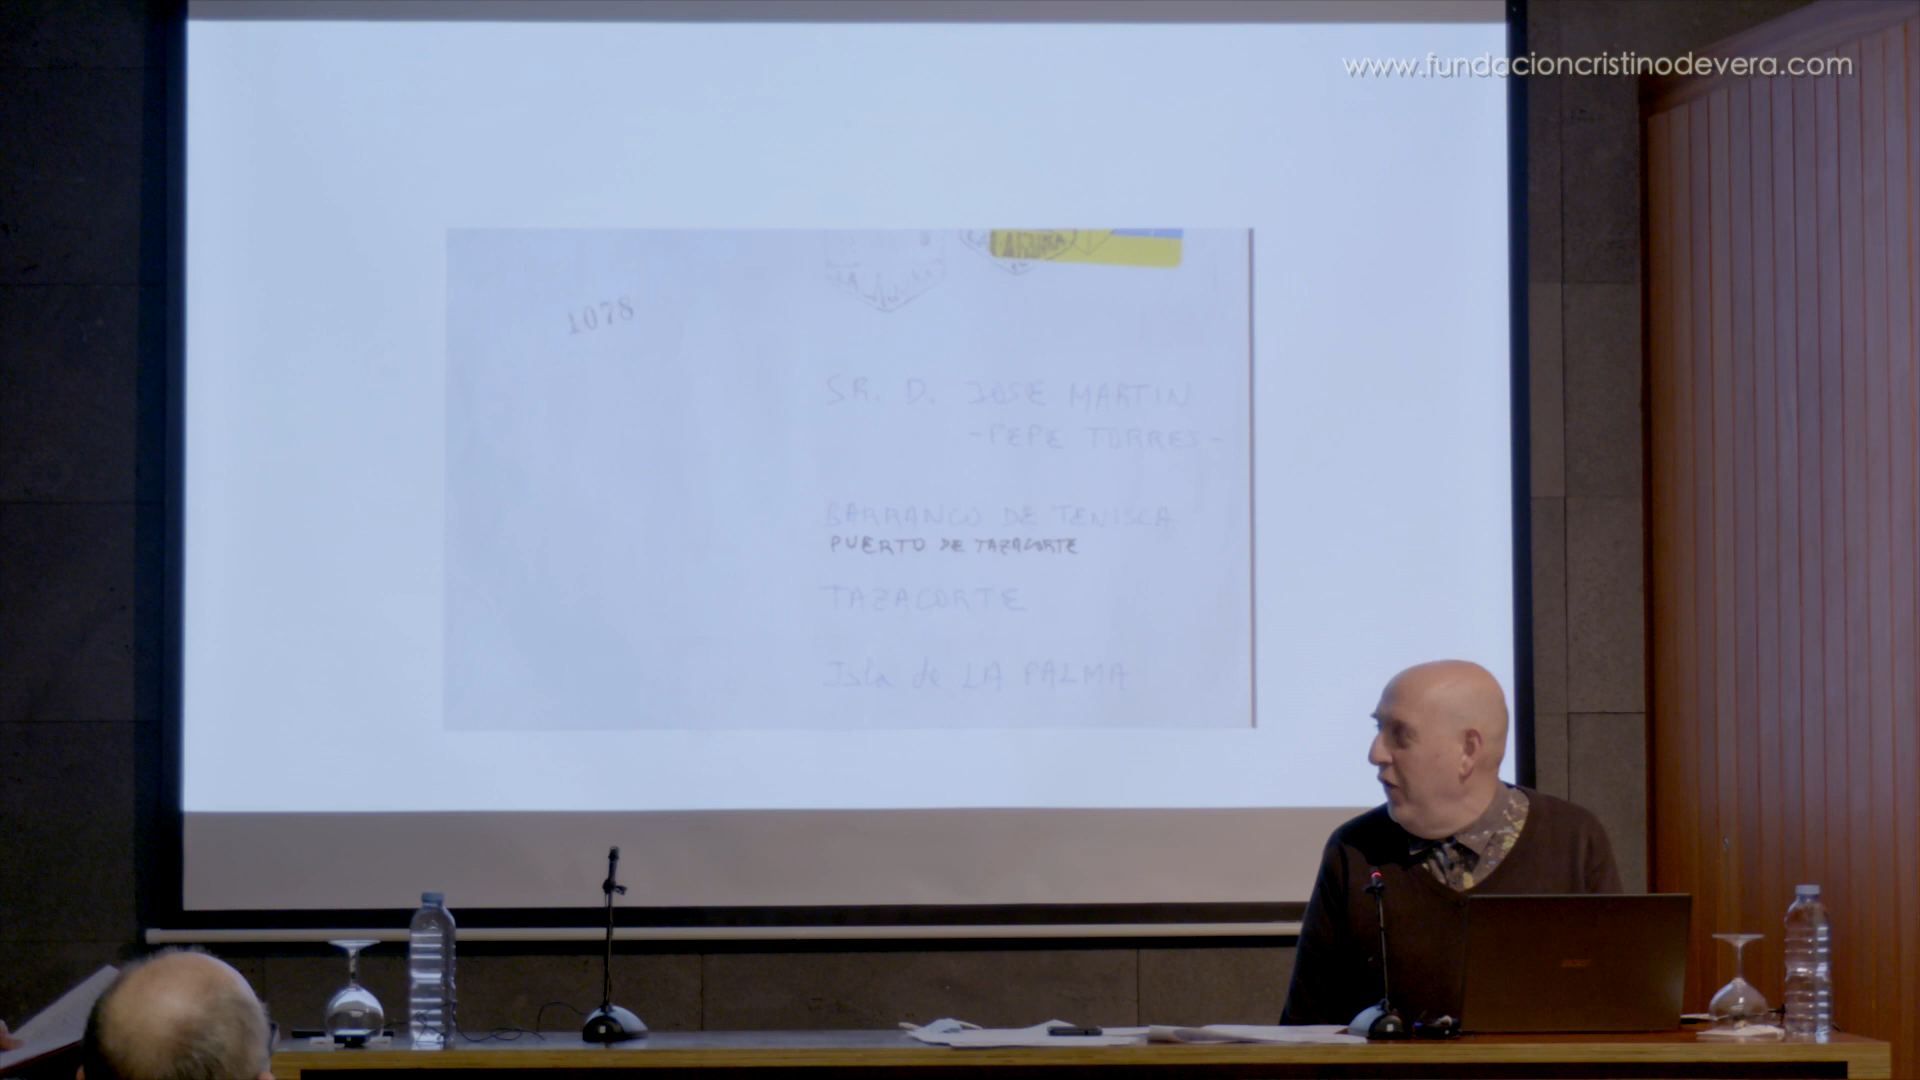 www.fundacioncristinodevera.com
1078
SR. D. JOSE MARTIN
-PEPE TORRES-
BARRANCO DE TENISCA
PUERTO DE TAZACORTE
TAZACORTE
Isla de LA PALMA
acer